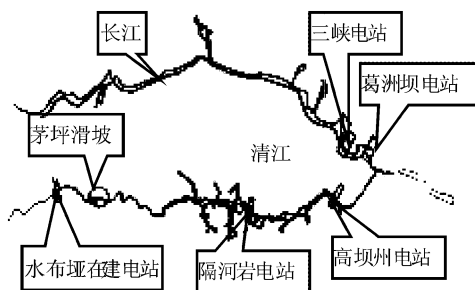 长江
三峡电站
葛洲坝电站
茅坪滑坡
清江
水布垭在建电站
隔河岩电站
高坝州电站